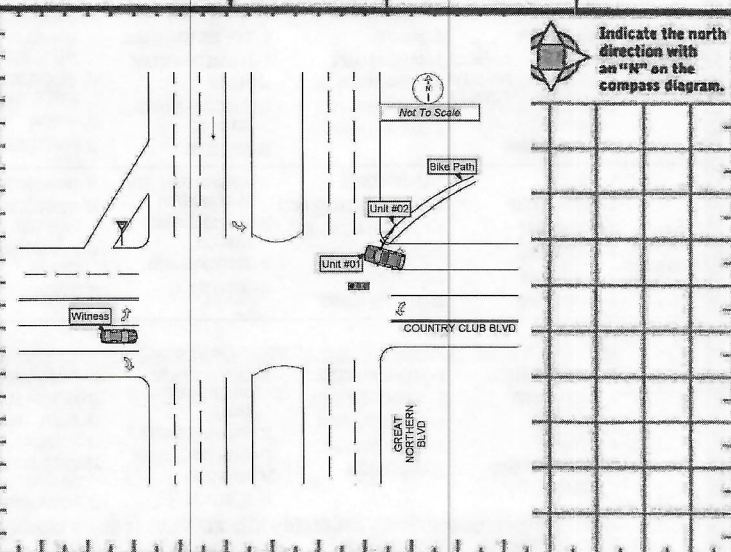 Indicate the north
direction with
an "N" on the
compass diagram.
N
Not To Scale
Bike Path
Unit #02
Unit #01
Witness
COUNTRY CLUB BLVD
GREAT
NORTHERN
BLVD